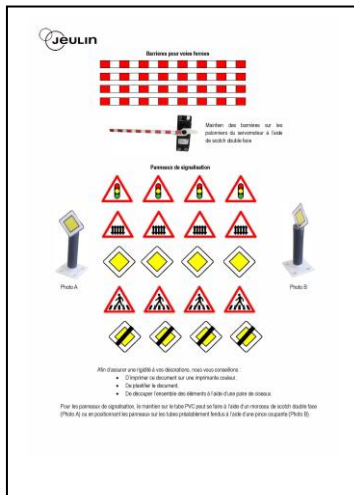 JEULIN
Barrières pour voies ferrées
Maintien des barrières sur les
palonniers du servomoteur à l'aide
de scotch double face
Panneaux de signalisation
Photo A
Photo B
Afin d'assurer une rigidité à vos décorations, nous vous conseillons :
• D'imprimer ce document sur une imprimante couleur.
• De plastifier le document.
• De découper l'ensemble des éléments à l'aide d'une paire de ciseaux.
Pour les panneaux de signalisation, le maintien sur le tube PVC peut se faire à l'aide d'un morceau de scotch double face
(Photo A) ou en positionnant les panneaux sur les tubes préalablement fendus à l'aide d'une pince coupante (Photo B).